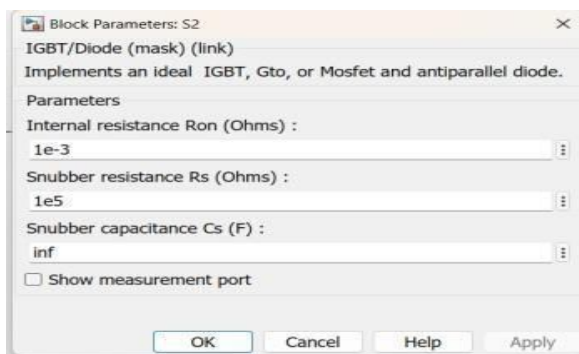 Block Parameters: S2
IGBT/Diode (mask) (link)
Implements an ideal IGBT, Gto, or Mosfet and antiparallel diode.
Parameters
Internal resistance Ron (Ohms) :
1e-3
Snubber resistance Rs (Ohms) :
1e5
Snubber capacitance Cs (F) :
inf
Show measurement port
OK Cancel Help Apply